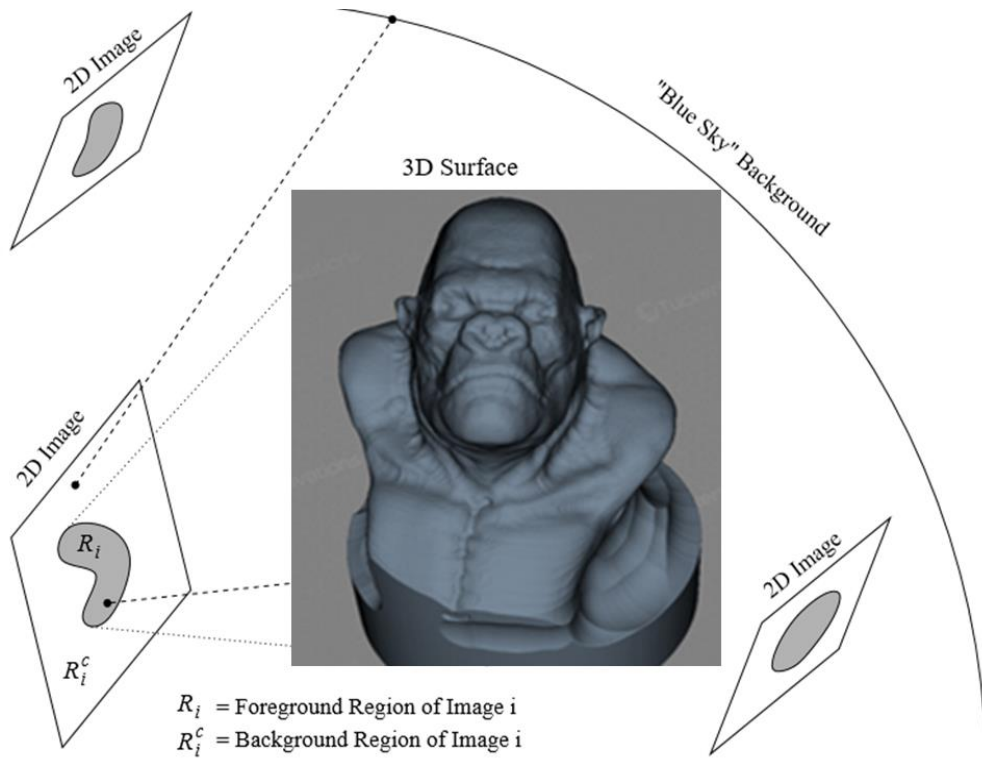 2D Image
"Blue Sky" Background
3D Surface
2D Image
R_i
R_i^c
2D Image
R_i = Foreground Region of Image i
R_i^c = Background Region of Image i